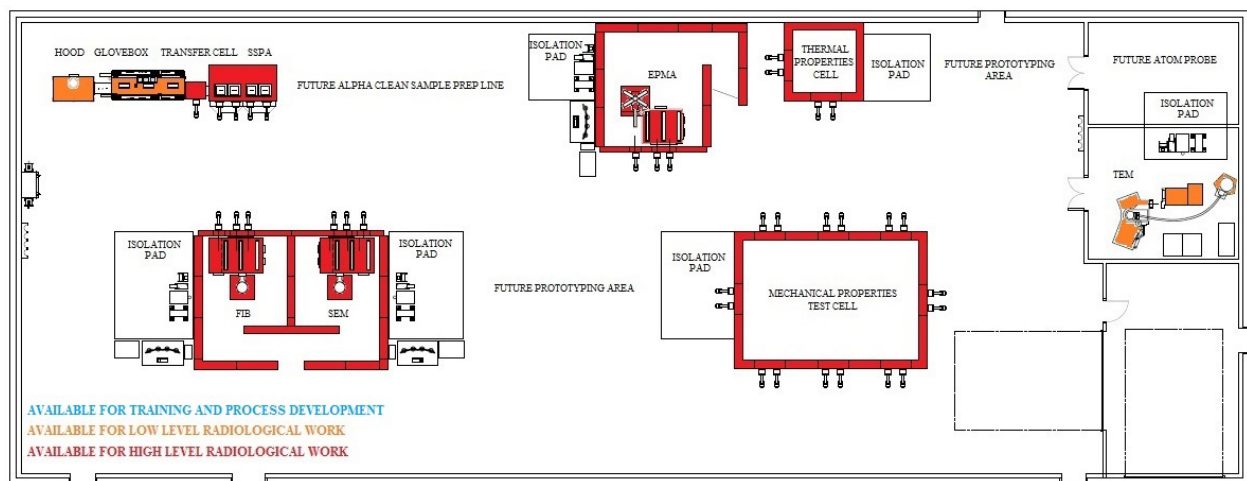 HOOD GLOVEBOX TRANSFER CELL SSPA
FUTURE ALPHA CLEAN SAMPLE PREP LINE
ISOLATION
PAD
EPMA
THERMAL
PROPERTIES
CELL
ISOLATION
PAD
FUTURE PROTOTYPING
AREA
FUTURE ATOM PROBE
ISOLATION
PAD
TEM
ISOLATION
PAD
FIB
SEM
ISOLATION
PAD
FUTURE PROTOTYPING AREA
ISOLATION
PAD
MECHANICAL PROPERTIES
TEST CELL
AVAILABLE FOR TRAINING AND PROCESS DEVELOPMENT
AVAILABLE FOR LOW LEVEL RADIOLOGICAL WORK
AVAILABLE FOR HIGH LEVEL RADIOLOGICAL WORK